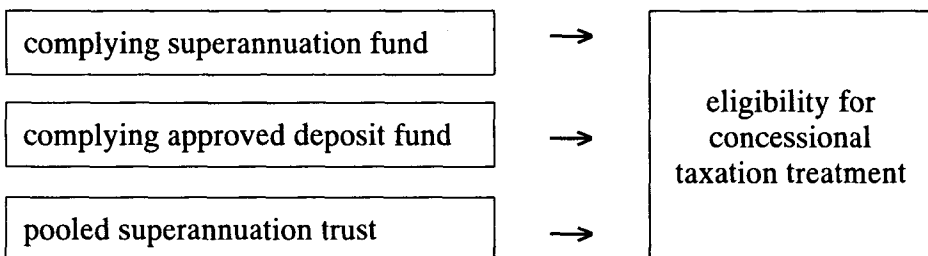 complying superannuation fund
complying approved deposit fund
pooled superannuation trust
eligibility for
concessional
taxation treatment